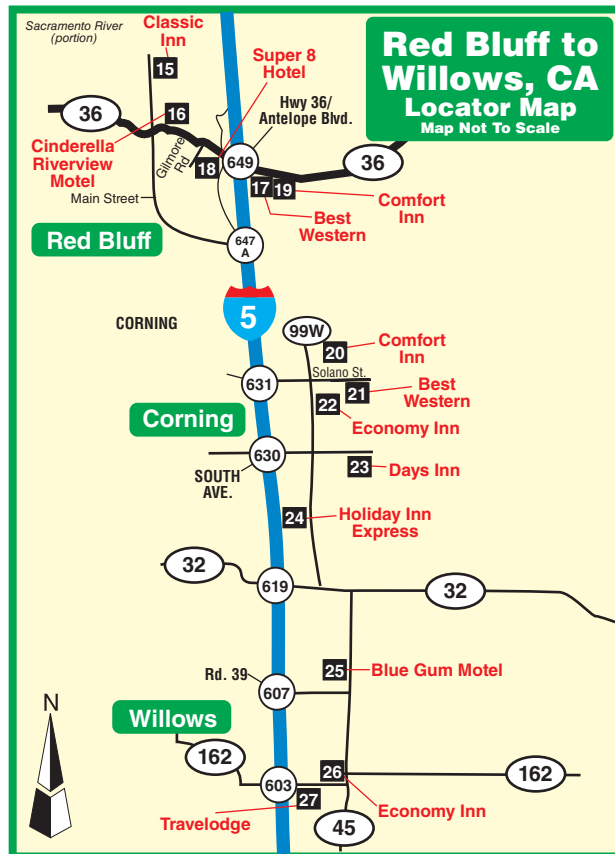 Sacramento River
(portion)
Classic
Inn
15
Red Bluff to
Willows, CA
Locator Map
Map Not To Scale
Super 8
Hotel
36
16
Hwy 36/
Antelope Blvd.
Cinderella
Riverview
Motel
Gilmore
Rd
18
649
36
17
19
Main Street
Comfort
Inn
Best
Western
Red Bluff
647
A
5
CORNING
99W
20
Comfort
Inn
Solano St.
631
21
Best
Western
22
Economy Inn
Corning
630
23
Days Inn
SOUTH
AVE.
24
Holiday Inn
Express
32
619
32
25
Blue Gum Motel
Rd. 39
607
N
Willows
162
26
162
603
27
Economy Inn
Travelodge
45